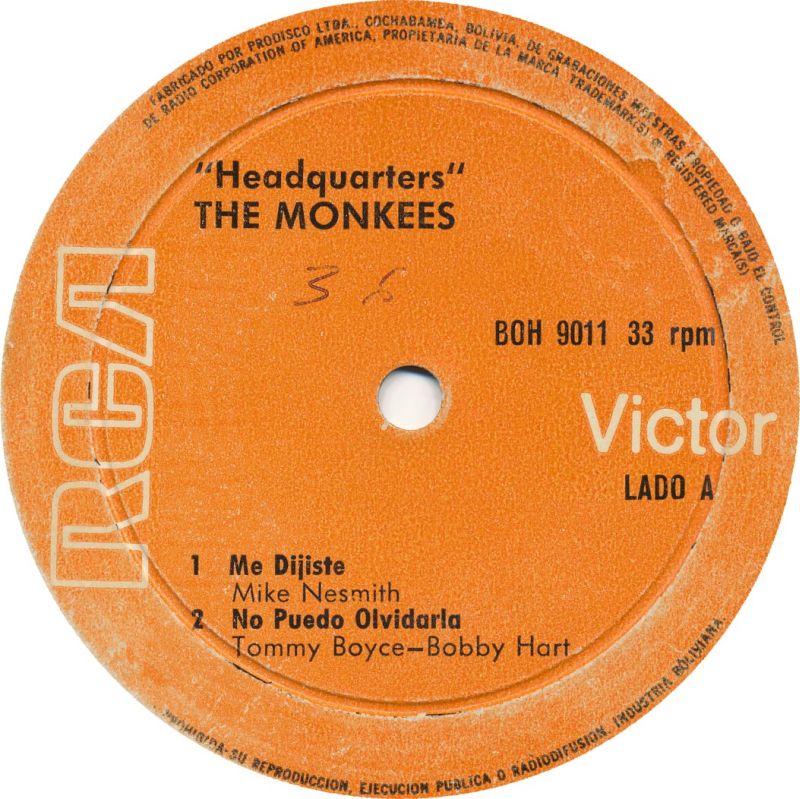 FABRICADO POR PRODISCO LTDA., COCHABAMBA, BOLIVIA, DE GRABACIONES MAESTRAS PROPIEDAD O BAJO EL CONTROL
DE RADIO CORPORATION OF AMERICA, PROPIETARIA DE LA MARCA TRADEMARK(S) ® REGISTERED MARCA(S)
"Headquarters"
THE MONKEES
3
BOH 9011 33 rpm
RCA
Victor
LADO A
1 Me Dijiste
Mike Nesmith
2 No Puedo Olvidarla
Tommy Boyce–Bobby Hart
PROHIBIDA-SU REPRODUCCION, EJECUCION PUBLICA O RADIODIFUSION, INDUSTRIA BOLIVIANA.